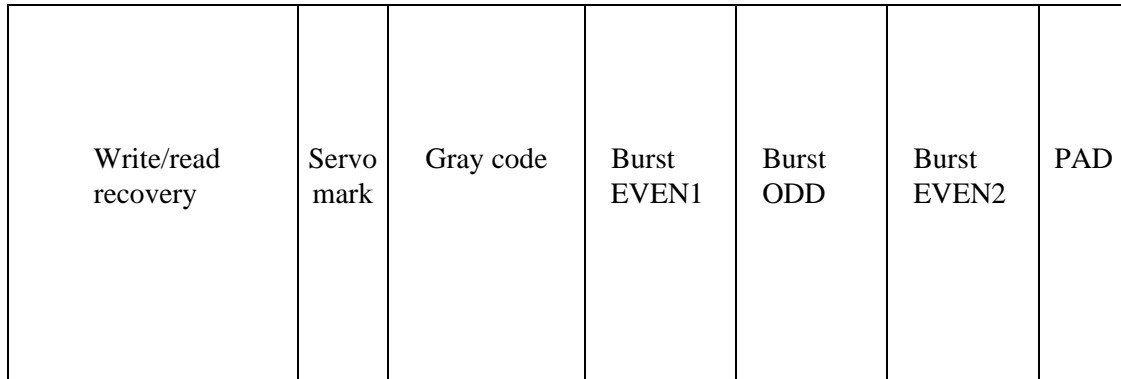 Write/read
recovery
Servo
mark
Gray code
Burst
EVEN1
Burst
ODD
Burst
EVEN2
PAD